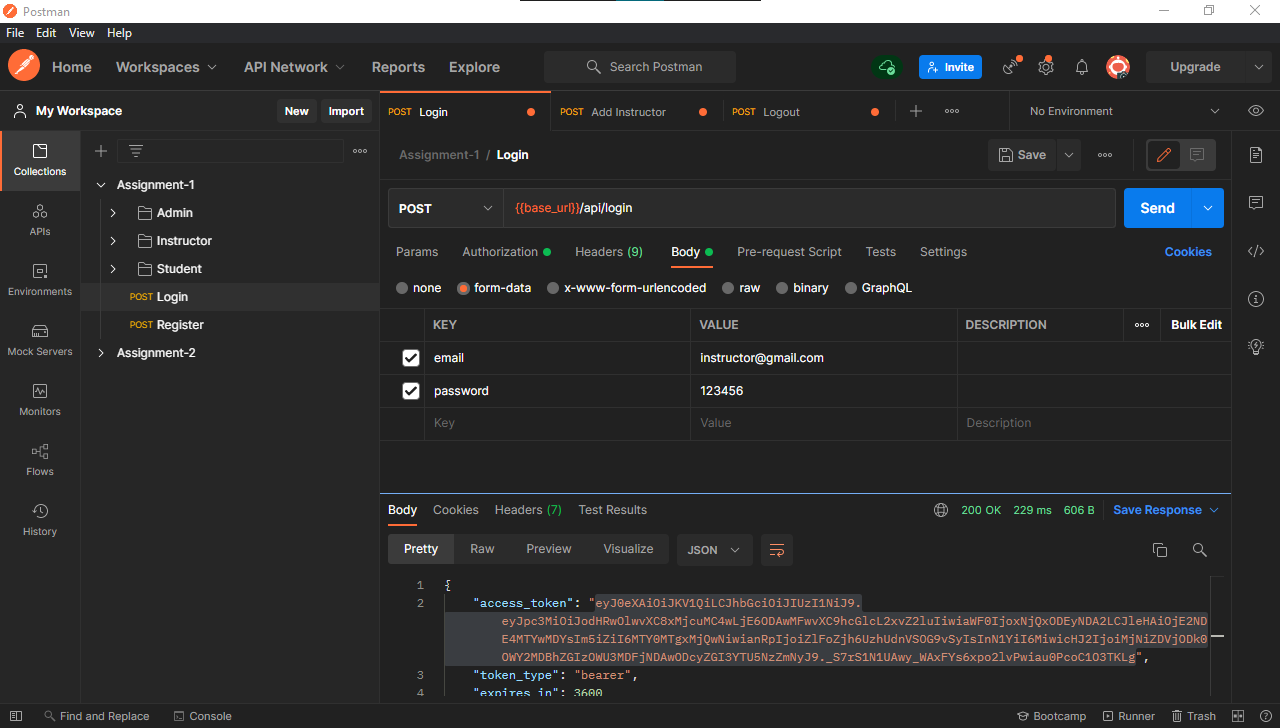 Postman
File Edit View Help
Home Workspaces API Network Reports Explore Search Postman Invite Upgrade
My Workspace New Import
POST Login POST Add Instructor POST Logout No Environment
Collections
APIs
Environments
Mock Servers
Monitors
Flows
History
Assignment-1
Admin
Instructor
Student
POST Login
POST Register
Assignment-2
Assignment-1 / Login Save
POST {{base_url}}/api/login Send
Params Authorization Headers (9) Body Pre-request Script Tests Settings Cookies
none form-data x-www-form-urlencoded raw binary GraphQL
KEY VALUE DESCRIPTION Bulk Edit
email instructor@gmail.com
password 123456
Key Value Description
Body Cookies Headers (7) Test Results 200 OK 229 ms 606 B Save Response
Pretty Raw Preview Visualize JSON
1 {
2 "access_token": "eyJ0eXAiOiJKV1QiLCJhbGciOiJIUzI1NiJ9.
eyJpc3MiOiJodHRwOlwvXC8xMjcuMC4wLjE6ODAwMFwvXC9hcGlcL2xvZ2luIiwiaWF0IjoxNjQxODEyNDA2LCJleHAiOjE2ND
E4MTYwMDYsIm5iZiI6MTY0MTgxMjQwNiwianRpIjoiZlFoZjh6UzhUdnVSOG9vSyIsInN1YiI6MiwicHJ2IjoiMjNiZDVjODk0
OWY2MDBhZGIzOWU3MDFjNDAwODcyZGI3YTU5NzZmNyJ9._S7rS1N1UAwy_WAxFYs6xpo2lvPwiau0PcoC1O3TKLg",
3 "token_type": "bearer",
4 "expires_in": 3600
Find and Replace Console Bootcamp Runner Trash